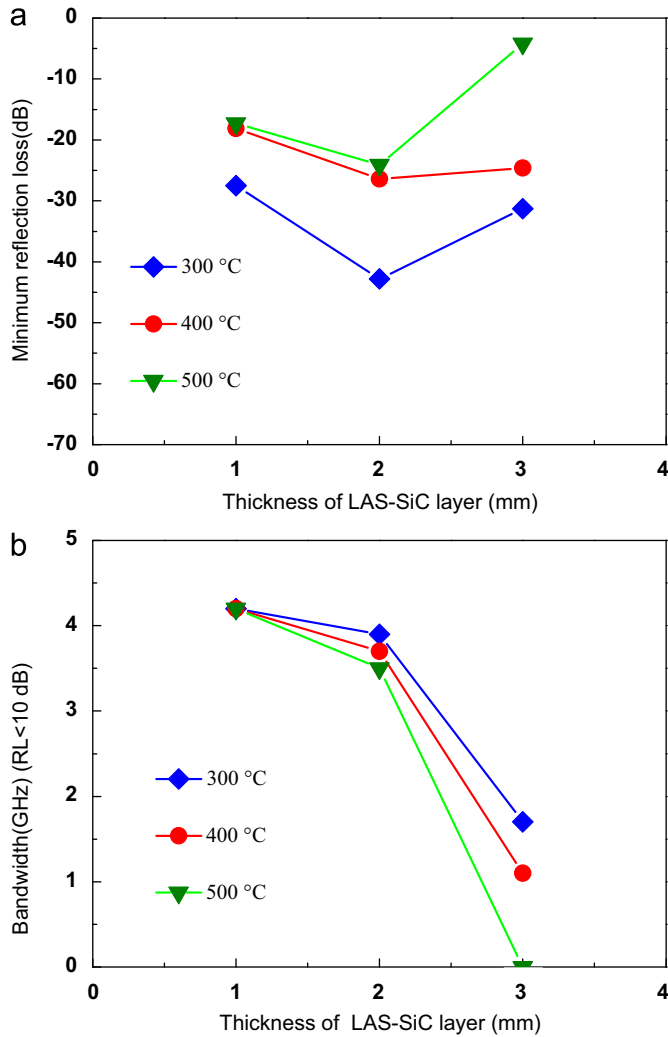 a
0
-10
-20
-30
-40
-50
-60
-70
Minimum reflection loss(dB)
300 °C
400 °C
500 °C
0 1 2 3 4
Thickness of LAS-SiC layer (mm)
b
5
4
3
2
1
0
Bandwidth(GHz) (RL<10 dB)
300 °C
400 °C
500 °C
0 1 2 3 4
Thickness of LAS-SiC layer (mm)